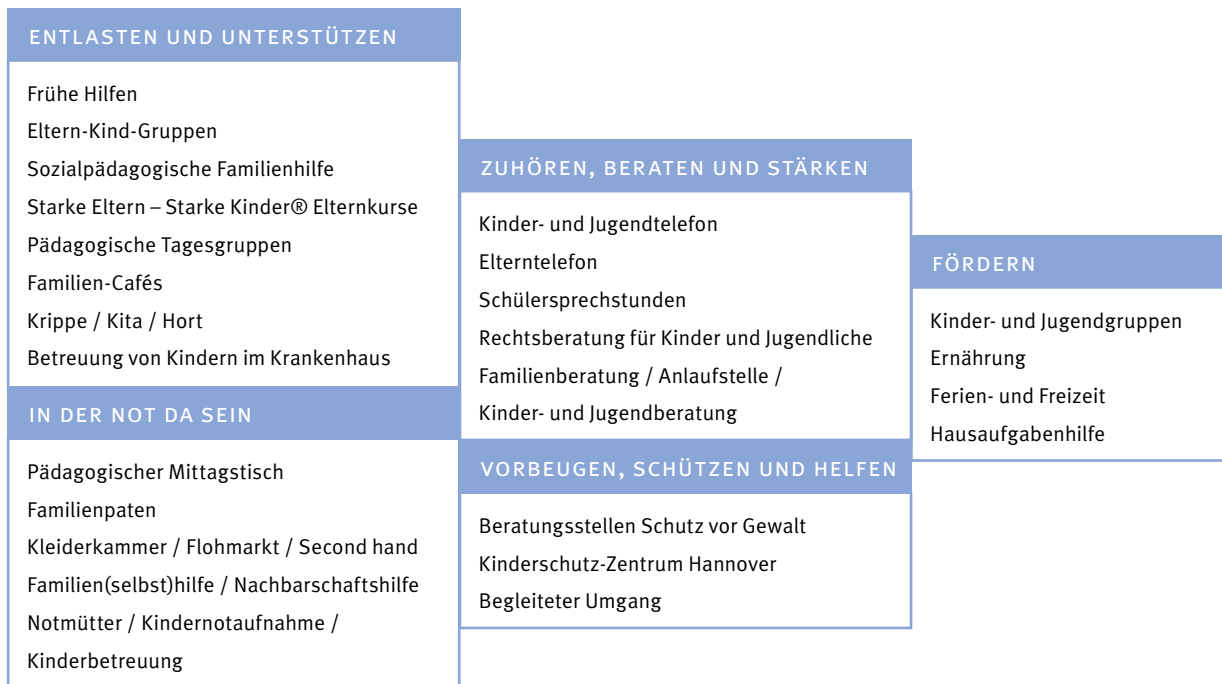 ENTLASTEN UND UNTERSTÜTZEN
Frühe Hilfen
Eltern-Kind-Gruppen
Sozialpädagogische Familienhilfe
Starke Eltern – Starke Kinder® Elternkurse
Pädagogische Tagesgruppen
Familien-Cafés
Krippe / Kita / Hort
Betreuung von Kindern im Krankenhaus
IN DER NOT DA SEIN
Pädagogischer Mittagstisch
Familienpaten
Kleiderkammer / Flohmarkt / Second hand
Familien(selbst)hilfe / Nachbarschaftshilfe
Notmütter / Kindernotaufnahme /
Kinderbetreuung
ZUHÖREN, BERATEN UND STÄRKEN
Kinder- und Jugendtelefon
Elterntelefon
Schülersprechstunden
Rechtsberatung für Kinder und Jugendliche
Familienberatung / Anlaufstelle /
Kinder- und Jugendberatung
VORBEUGEN, SCHÜTZEN UND HELFEN
Beratungsstellen Schutz vor Gewalt
Kinderschutz-Zentrum Hannover
Begleiteter Umgang
FÖRDERN
Kinder- und Jugendgruppen
Ernährung
Ferien- und Freizeit
Hausaufgabenhilfe